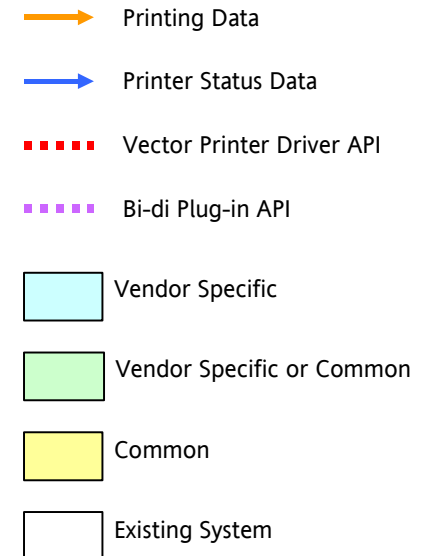 Printing Data
Printer Status Data
Vector Printer Driver API
Bi-di Plug-in API
Vendor Specific
Vendor Specific or Common
Common
Existing System